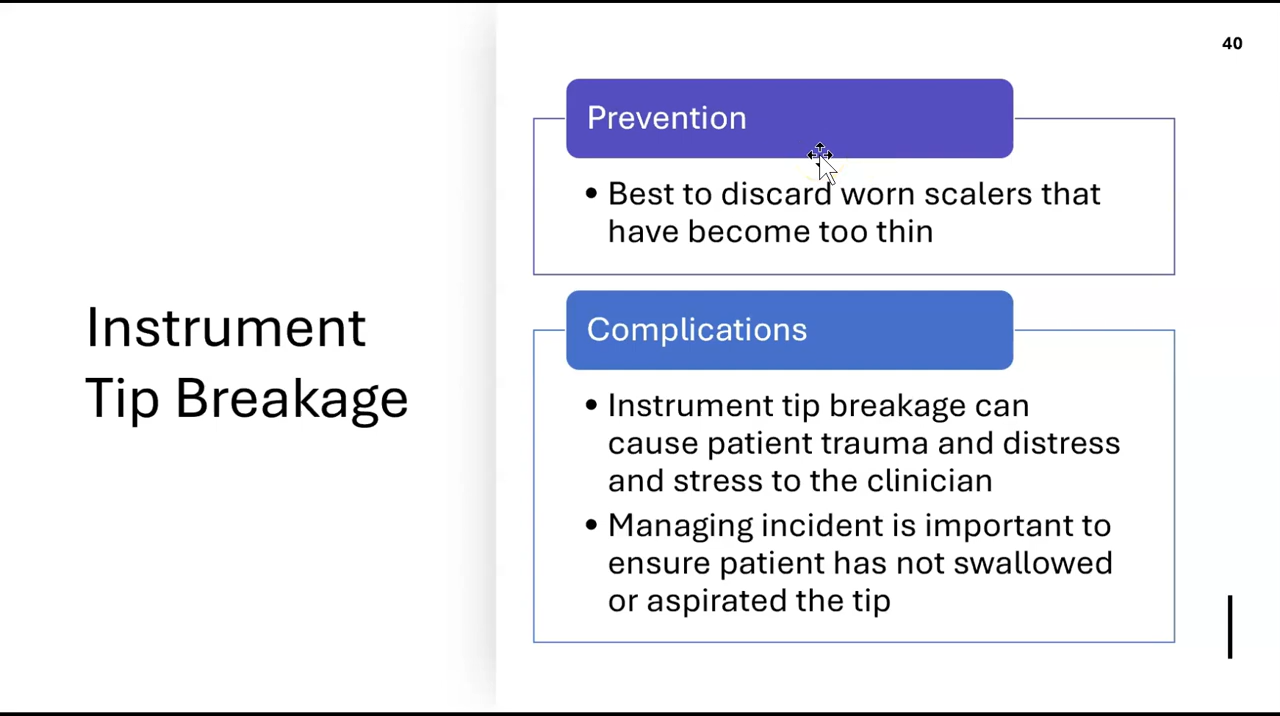 40
Instrument
Tip Breakage
Prevention
• Best to discard worn scalers that
have become too thin
Complications
• Instrument tip breakage can
cause patient trauma and distress
and stress to the clinician
• Managing incident is important to
ensure patient has not swallowed
or aspirated the tip